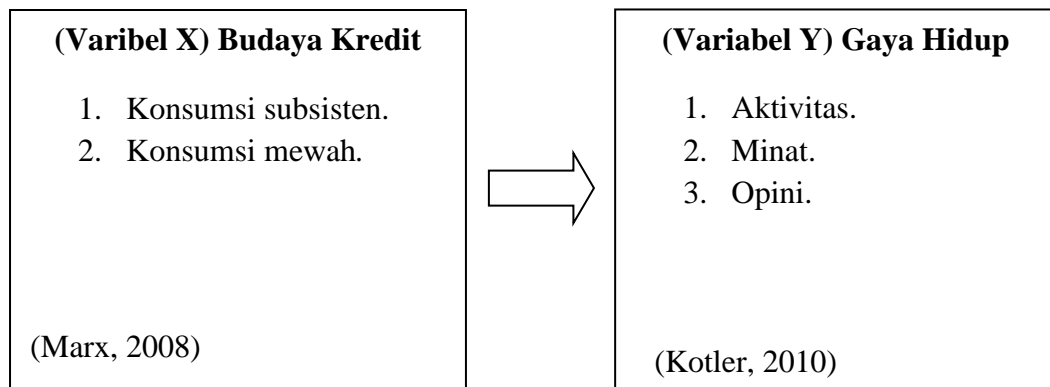 (Varibel X) Budaya Kredit
1. Konsumsi subsisten.
2. Konsumsi mewah.
(Marx, 2008)
(Variabel Y) Gaya Hidup
1. Aktivitas.
2. Minat.
3. Opini.
(Kotler, 2010)